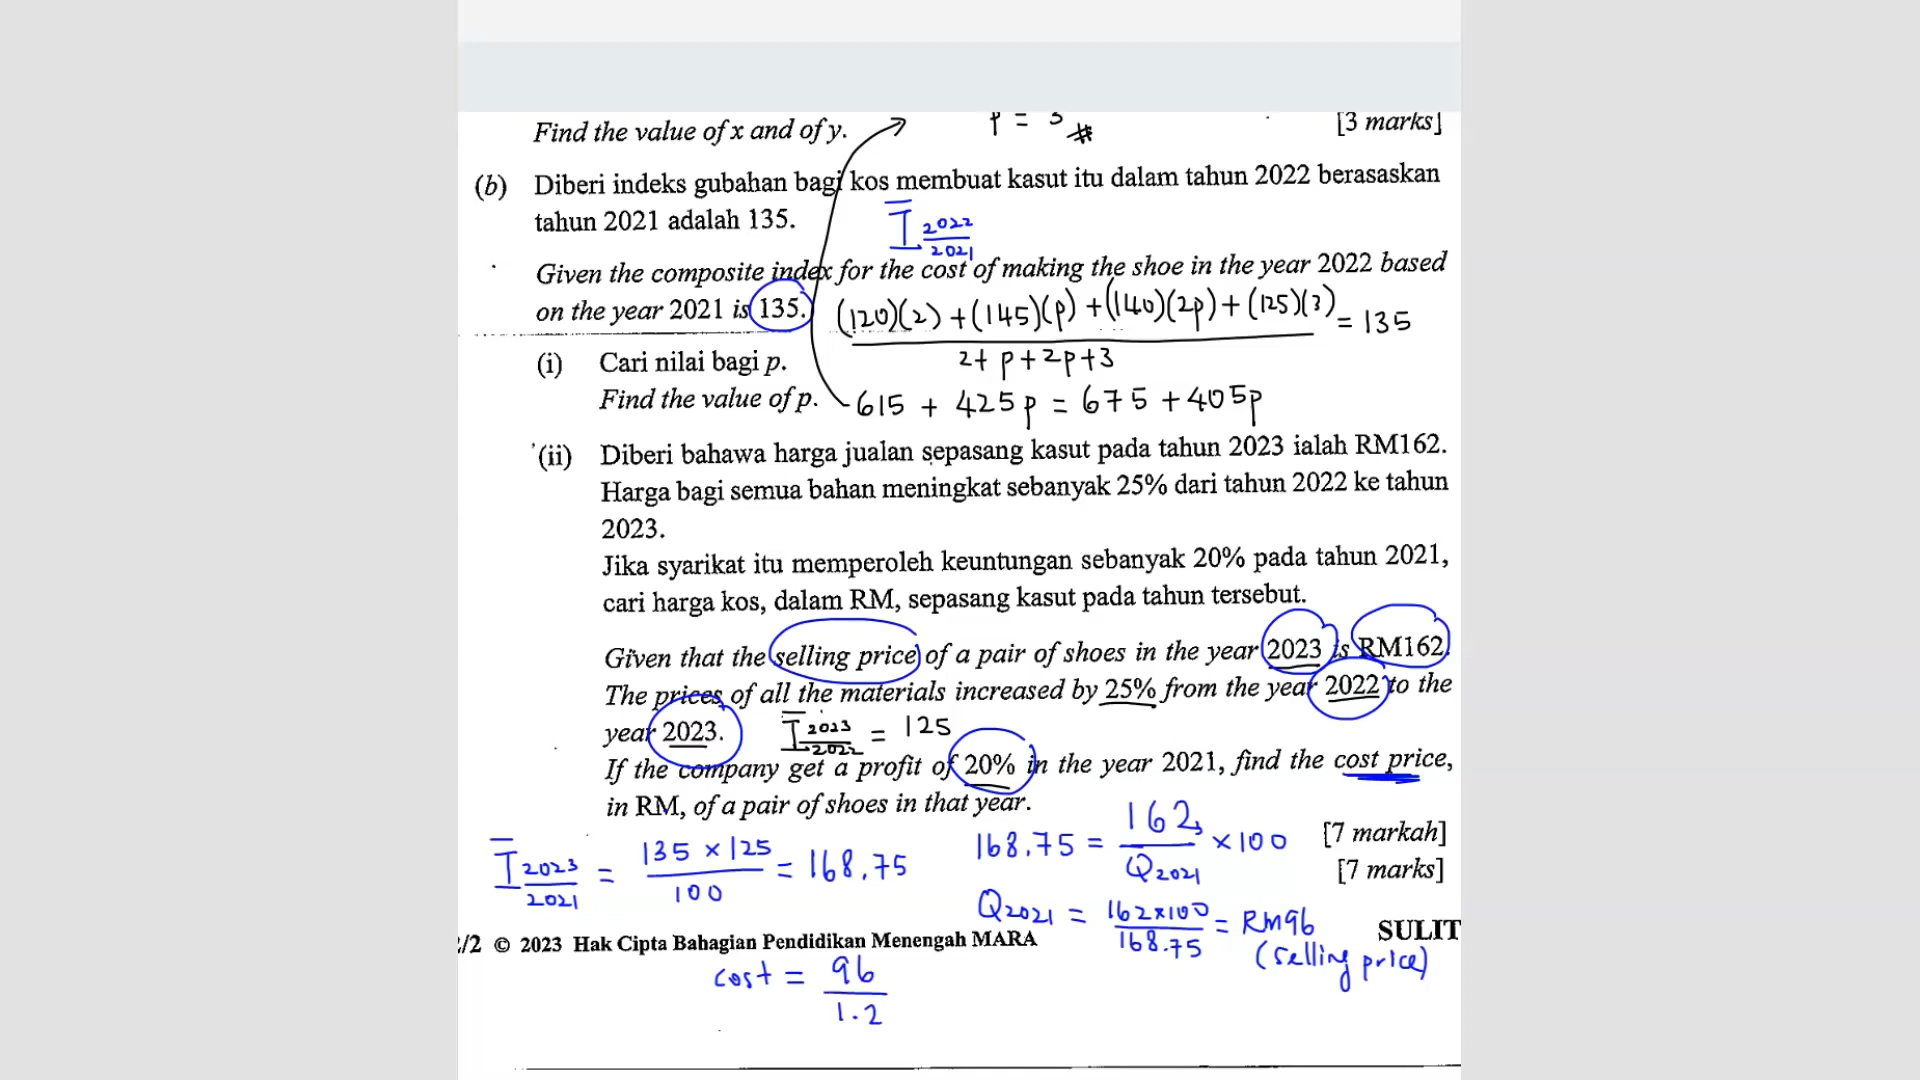 p = 3 #
Find the value of x and of y. [3 marks]
(b) Diberi indeks gubahan bagi kos membuat kasut itu dalam tahun 2022 berasaskan
tahun 2021 adalah 135.
I 2022/2021
Given the composite index for the cost of making the shoe in the year 2022 based
on the year 2021 is 135.
(120)(2) + (145)(p) + (140)(2p) + (125)(3) = 135
2 + p + 2p + 3
(i) Cari nilai bagi p.
Find the value of p.
615 + 425p = 675 + 405p
(ii) Diberi bahawa harga jualan sepasang kasut pada tahun 2023 ialah RM162.
Harga bagi semua bahan meningkat sebanyak 25% dari tahun 2022 ke tahun
2023.
Jika syarikat itu memperoleh keuntungan sebanyak 20% pada tahun 2021,
cari harga kos, dalam RM, sepasang kasut pada tahun tersebut.
Given that the selling price of a pair of shoes in the year 2023 is RM162.
The prices of all the materials increased by 25% from the year 2022 to the
year 2023.
I 2023/2022 = 125
If the company get a profit of 20% in the year 2021, find the cost price,
in RM, of a pair of shoes in that year.
[7 markah]
[7 marks]
I 2023/2021 = 135 × 125 / 100 = 168.75
168.75 = 162 / Q2021 × 100
Q2021 = 162×100 / 168.75 = RM96
(selling price)
SULIT
/2 © 2023 Hak Cipta Bahagian Pendidikan Menengah MARA
cost = 96 / 1.2